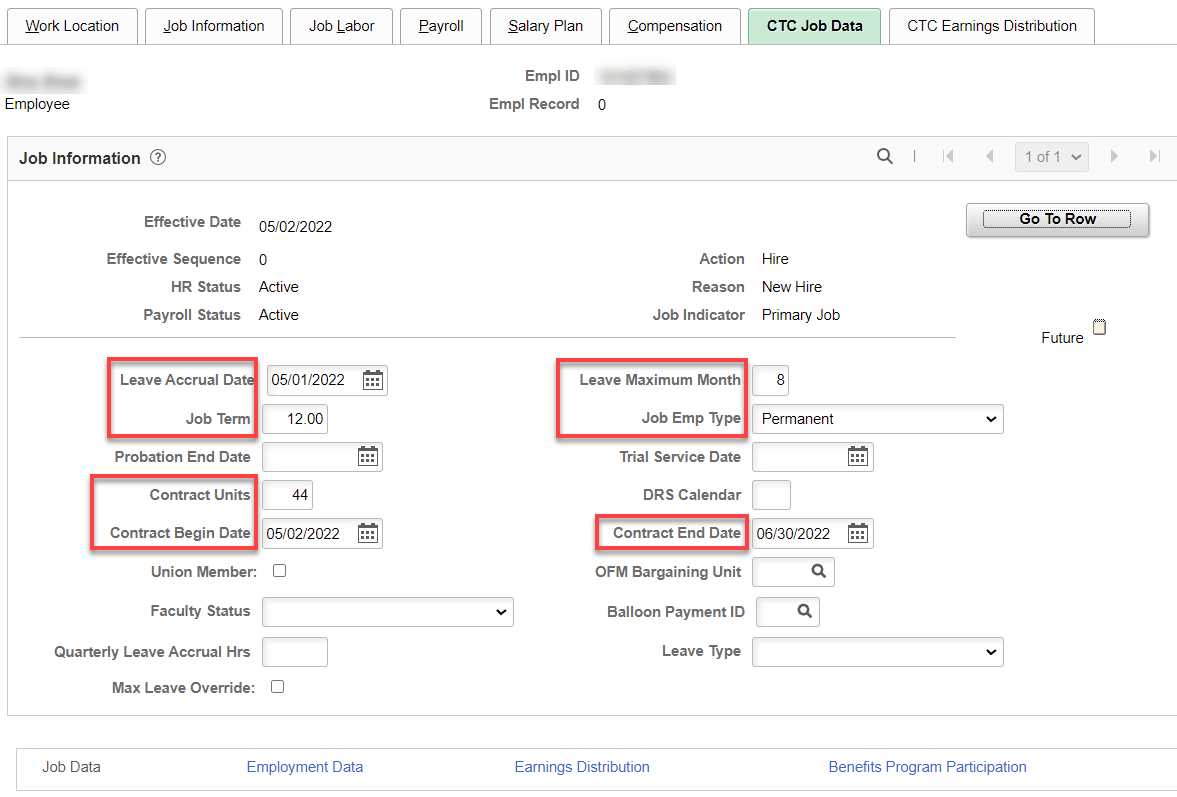 Work Location Job Information Job Labor Payroll Salary Plan Compensation CTC Job Data CTC Earnings Distribution
Empl ID
Employee Empl Record 0
Job Information ? 1 of 1
Effective Date 05/02/2022 Go To Row
Effective Sequence 0 Action Hire
HR Status Active Reason New Hire
Payroll Status Active Job Indicator Primary Job
Future
Leave Accrual Date 05/01/2022 Leave Maximum Month 8
Job Term 12.00 Job Emp Type Permanent
Probation End Date Trial Service Date
Contract Units 44 DRS Calendar
Contract Begin Date 05/02/2022 Contract End Date 06/30/2022
Union Member: OFM Bargaining Unit
Faculty Status Balloon Payment ID
Quarterly Leave Accrual Hrs Leave Type
Max Leave Override:
Job Data Employment Data Earnings Distribution Benefits Program Participation